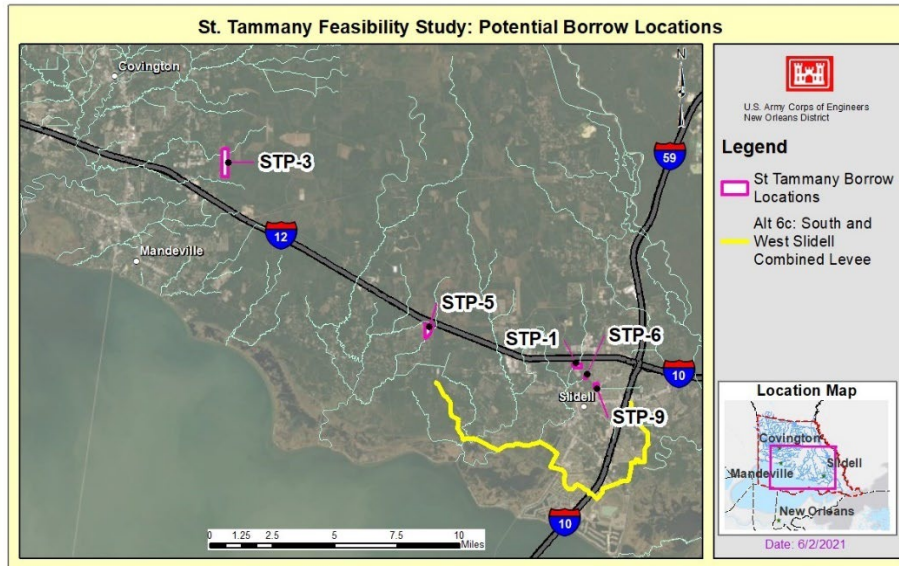 St. Tammany Feasibility Study: Potential Borrow Locations
Covington
N
STP-3
59
12
Mandeville
STP-5
STP-1
STP-6
10
Slidell
STP-9
10
0 1.25 2.5 5 7.5 10
Miles
U.S. Army Corps of Engineers
New Orleans District
Legend
St Tammany Borrow
Locations
Alt 6c: South and
West Slidell
Combined Levee
Location Map
Covington
Slidell
Mandeville
New Orleans
Date: 6/2/2021